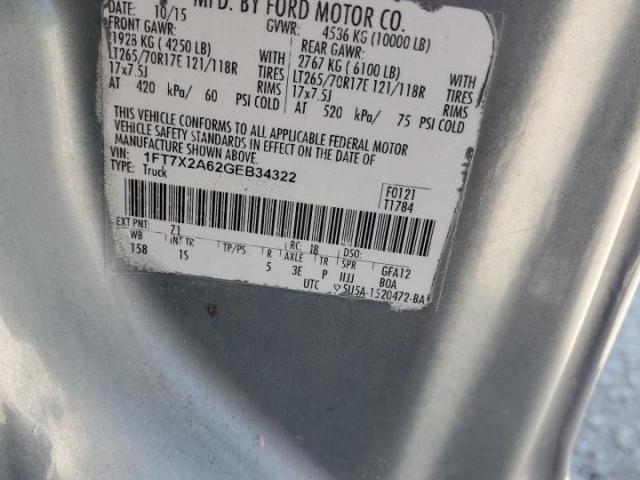 MFD. BY FORD MOTOR CO.
DATE: 10/15 GVWR: 4536 KG (10000 LB)
FRONT GAWR: REAR GAWR:
1928 KG (4250 LB) WITH 2767 KG (6100 LB) WITH
LT265/70R17E 121/118R TIRES LT265/70R17E 121/118R TIRES
17x7.5J RIMS 17x7.5J RIMS
AT 420 kPa/ 60 PSI COLD AT 520 kPa/ 75 PSI COLD
THIS VEHICLE CONFORMS TO ALL APPLICABLE FEDERAL MOTOR
VEHICLE SAFETY STANDARDS IN EFFECT ON THE DATE OF
MANUFACTURE SHOWN ABOVE.
VIN: 1FT7X2A62GEB34322
TYPE: Truck
F0121
T1784
EXT PNT: Z1 RC: 18 DSO:
WB INT TR TP/PS R AXLE TR SPR GFA12
158 1S 5 3E P IIJJ B0A
UTC ▽5U5A-1520472-BA